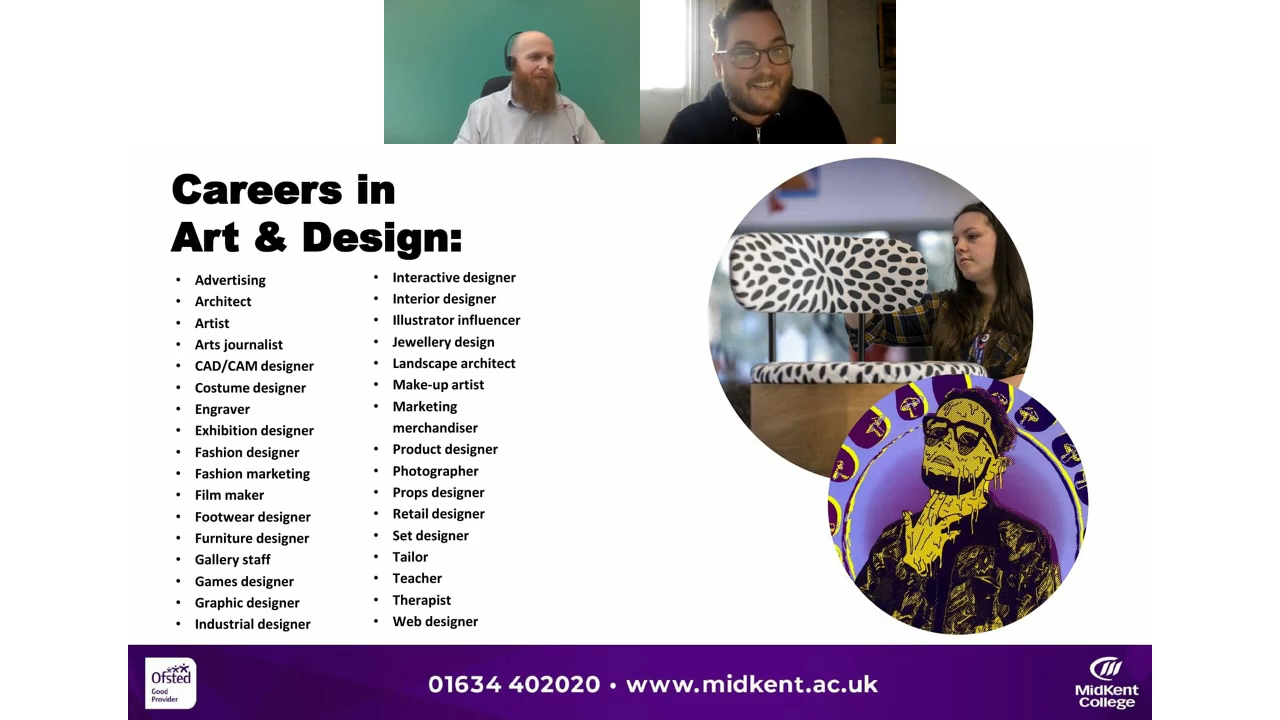 Careers in
Art & Design:
• Advertising
• Architect
• Artist
• Arts journalist
• CAD/CAM designer
• Costume designer
• Engraver
• Exhibition designer
• Fashion designer
• Fashion marketing
• Film maker
• Footwear designer
• Furniture designer
• Gallery staff
• Games designer
• Graphic designer
• Industrial designer
• Interactive designer
• Interior designer
• Illustrator influencer
• Jewellery design
• Landscape architect
• Make-up artist
• Marketing
merchandiser
• Product designer
• Photographer
• Props designer
• Retail designer
• Set designer
• Tailor
• Teacher
• Therapist
• Web designer
Ofsted
Good
Provider
01634 402020 • www.midkent.ac.uk
MidKent
College